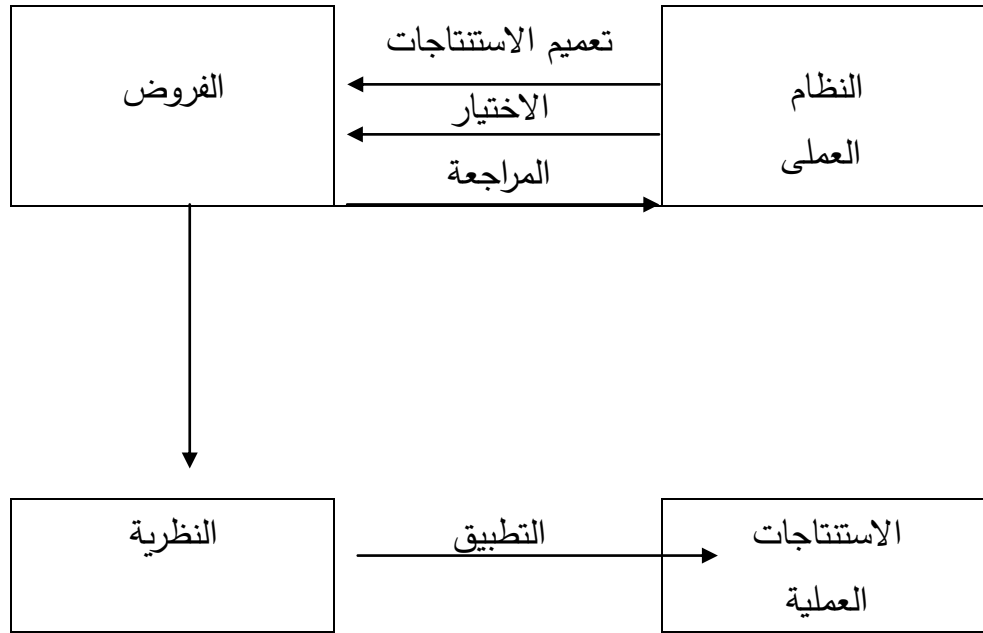 النظام
العملى
تعميم الاستنتاجات
الاختيار
المراجعة
الفروض
النظرية
التطبيق
الاستنتاجات
العملية